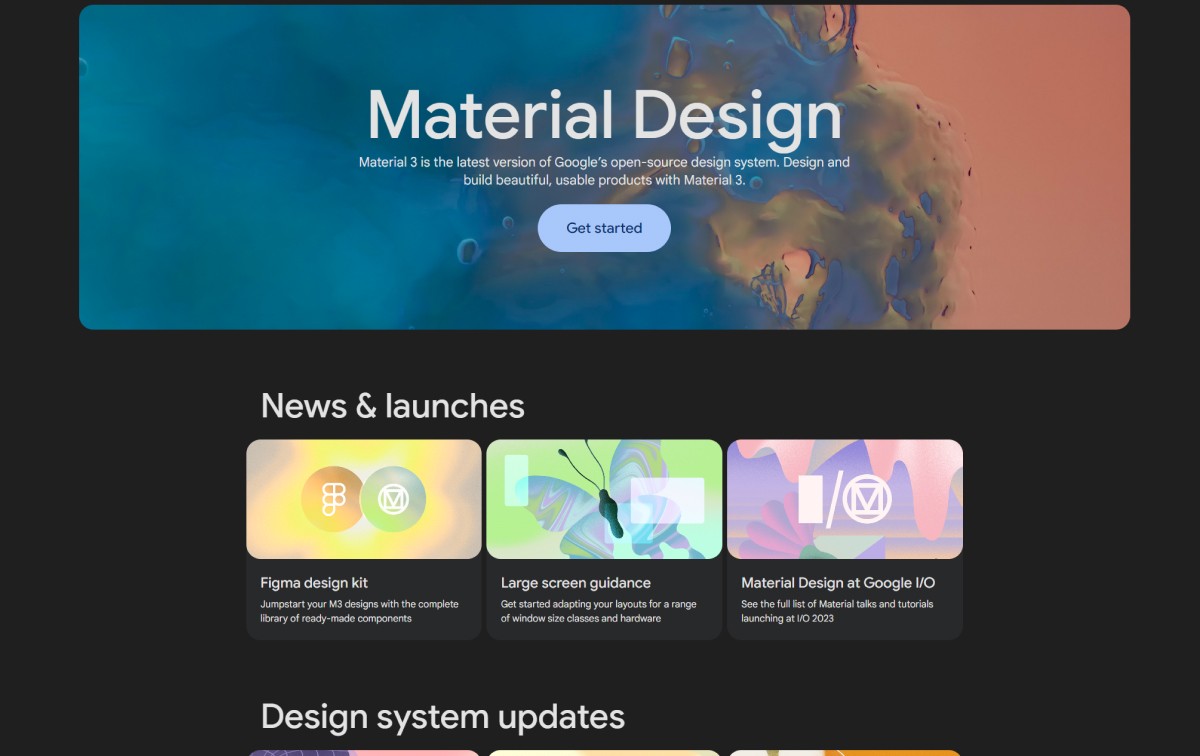 Material Design
Material 3 is the latest version of Google's open-source design system. Design and
build beautiful, usable products with Material 3.
Get started
News & launches
Figma design kit
Jumpstart your M3 designs with the complete
library of ready-made components
Large screen guidance
Get started adapting your layouts for a range
of window size classes and hardware
Material Design at Google I/O
See the full list of Material talks and tutorials
launching at I/O 2023
Design system updates